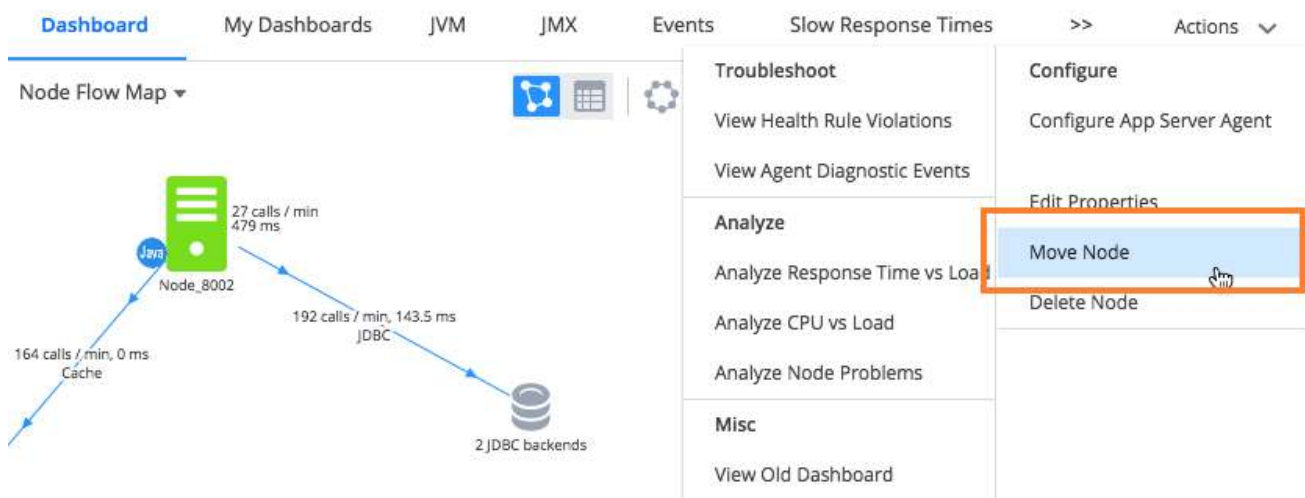 Dashboard My Dashboards JVM JMX Events Slow Response Times >> Actions
Node Flow Map
27 calls / min
479 ms
Java
Node_8002
192 calls / min, 143.5 ms
JDBC
164 calls / min, 0 ms
Cache
2 JDBC backends
Troubleshoot
View Health Rule Violations
View Agent Diagnostic Events
Analyze
Analyze Response Time vs Load
Analyze CPU vs Load
Analyze Node Problems
Misc
View Old Dashboard
Configure
Configure App Server Agent
Edit Properties
Move Node
Delete Node